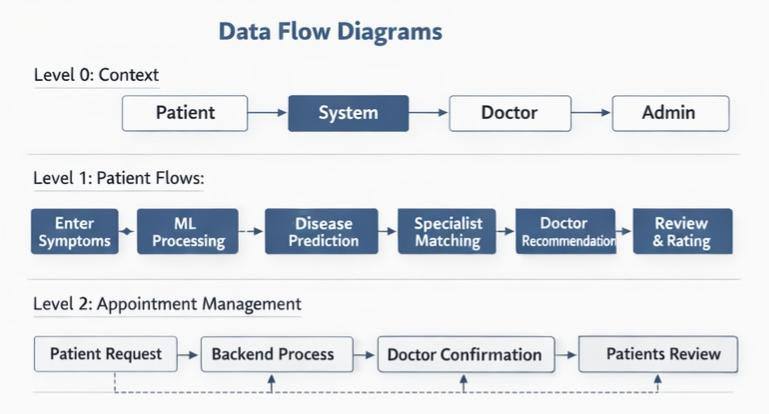 Data Flow Diagrams
Level 0: Context
Patient
System
Doctor
Admin
Level 1: Patient Flows:
Enter
Symptoms
ML
Processing
Disease
Prediction
Specialist
Matching
Doctor
Recommendation
Review
& Rating
Level 2: Appointment Management
Patient Request
Backend Process
Doctor Confirmation
Patients Review